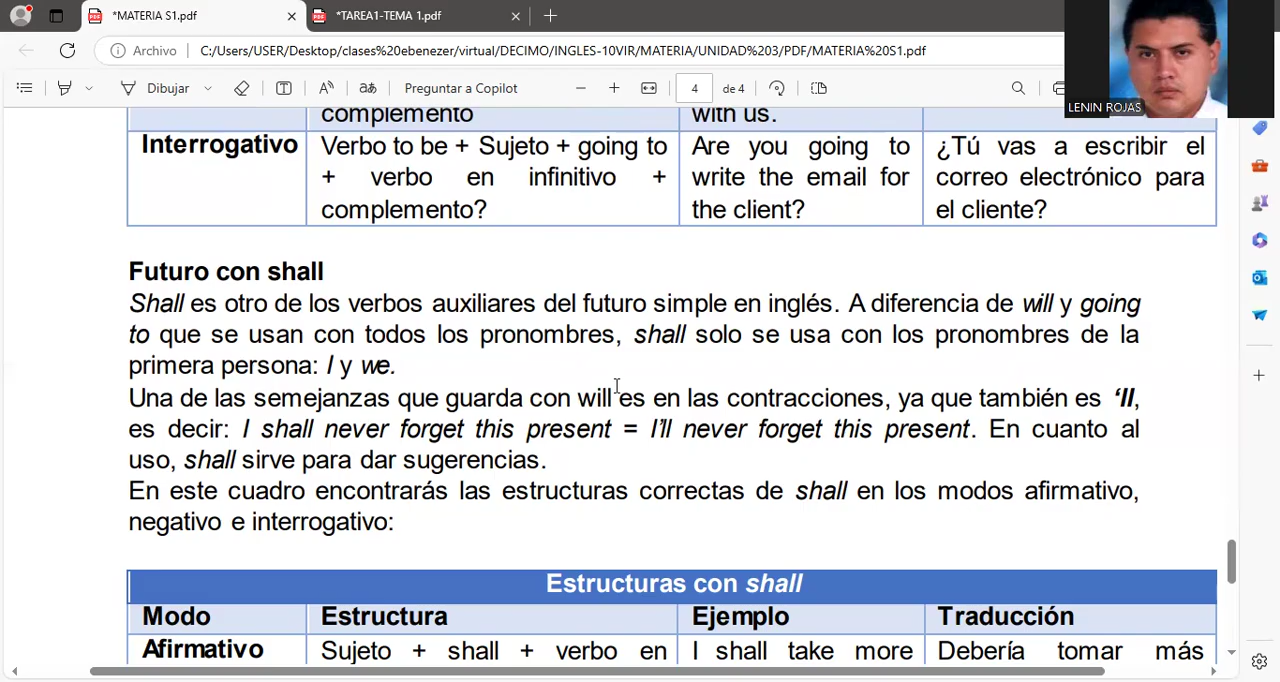 *MATERIA S1.pdf
*TAREA1-TEMA 1.pdf
Archivo
C:/Users/USER/Desktop/clases%20ebenezer/virtual/DECIMO/INGLES-10VIR/MATERIA/UNIDAD%203/PDF/MATERIA%20S1.pdf
Dibujar
aあ
Preguntar a Copilot
4
de 4
LENIN ROJAS
complemento
with us.
Interrogativo
Verbo to be + Sujeto + going to
+ verbo en infinitivo +
complemento?
Are you going to
write the email for
the client?
¿Tú vas a escribir el
correo electrónico para
el cliente?
Futuro con shall
Shall es otro de los verbos auxiliares del futuro simple en inglés. A diferencia de will y going
to que se usan con todos los pronombres, shall solo se usa con los pronombres de la
primera persona: I y we.
Una de las semejanzas que guarda con will es en las contracciones, ya que también es ‘ll,
es decir: I shall never forget this present = I’ll never forget this present. En cuanto al
uso, shall sirve para dar sugerencias.
En este cuadro encontrarás las estructuras correctas de shall en los modos afirmativo,
negativo e interrogativo:
Estructuras con shall
Modo
Estructura
Ejemplo
Traducción
Afirmativo
Sujeto + shall + verbo en
I shall take more
Debería tomar más